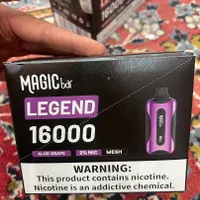 MAGIC bar
LEGEND
16000
ALOE GRAPE 2% NIC MESH
WARNING:
This product contains nicotine.
Nicotine is an addictive chemical.